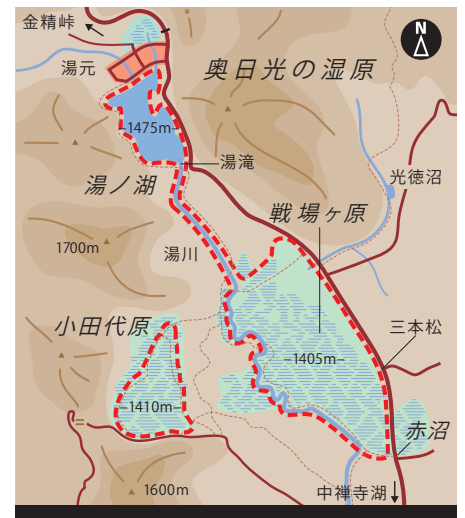 金精峠
N
湯元
奥日光の湿原
1475m
湯滝
光徳沼
湯ノ湖
戦場ヶ原
1700m
湯川
小田代原
三本松
1405m
1410m
赤沼
1600m
中禅寺湖